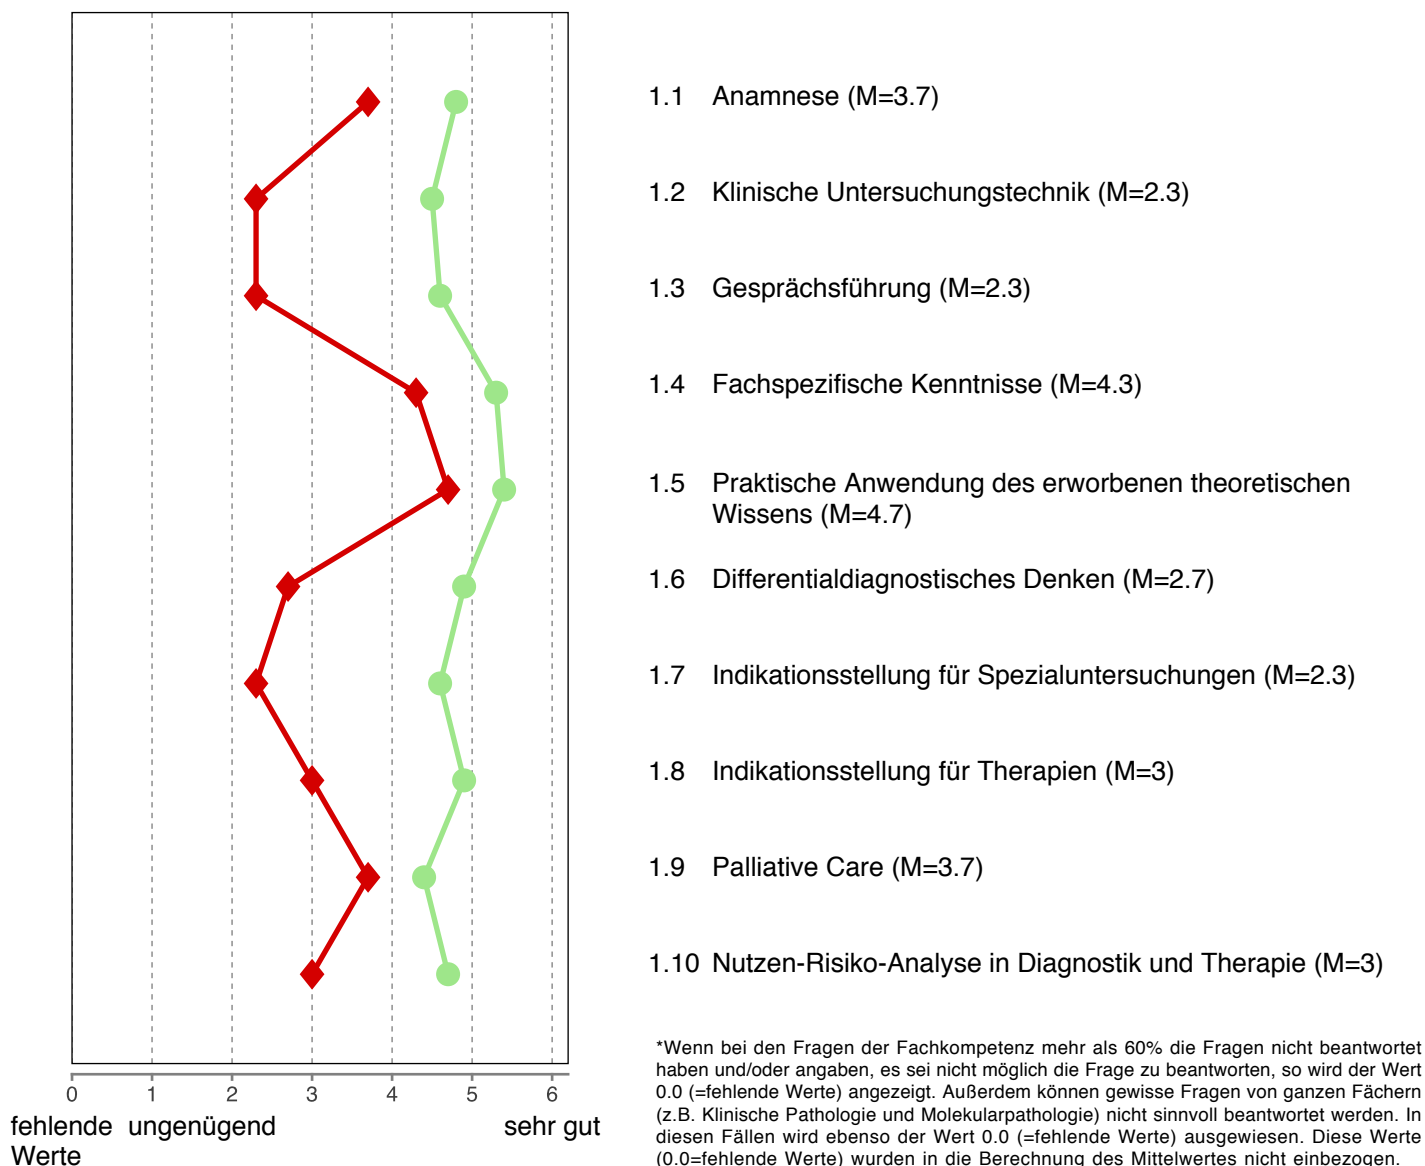 1.1 Anamnese (M=3.7)
1.2 Klinische Untersuchungstechnik (M=2.3)
1.3 Gesprächsführung (M=2.3)
1.4 Fachspezifische Kenntnisse (M=4.3)
1.5 Praktische Anwendung des erworbenen theoretischen
Wissens (M=4.7)
1.6 Differentialdiagnostisches Denken (M=2.7)
1.7 Indikationsstellung für Spezialuntersuchungen (M=2.3)
1.8 Indikationsstellung für Therapien (M=3)
1.9 Palliative Care (M=3.7)
1.10 Nutzen-Risiko-Analyse in Diagnostik und Therapie (M=3)
0 1 2 3 4 5 6
fehlende ungenügend sehr gut
Werte
*Wenn bei den Fragen der Fachkompetenz mehr als 60% die Fragen nicht beantwortet
haben und/oder angaben, es sei nicht möglich die Frage zu beantworten, so wird der Wert
0.0 (=fehlende Werte) angezeigt. Außerdem können gewisse Fragen von ganzen Fächern
(z.B. Klinische Pathologie und Molekularpathologie) nicht sinnvoll beantwortet werden. In
diesen Fällen wird ebenso der Wert 0.0 (=fehlende Werte) ausgewiesen. Diese Werte
(0.0=fehlende Werte) wurden in die Berechnung des Mittelwertes nicht einbezogen.